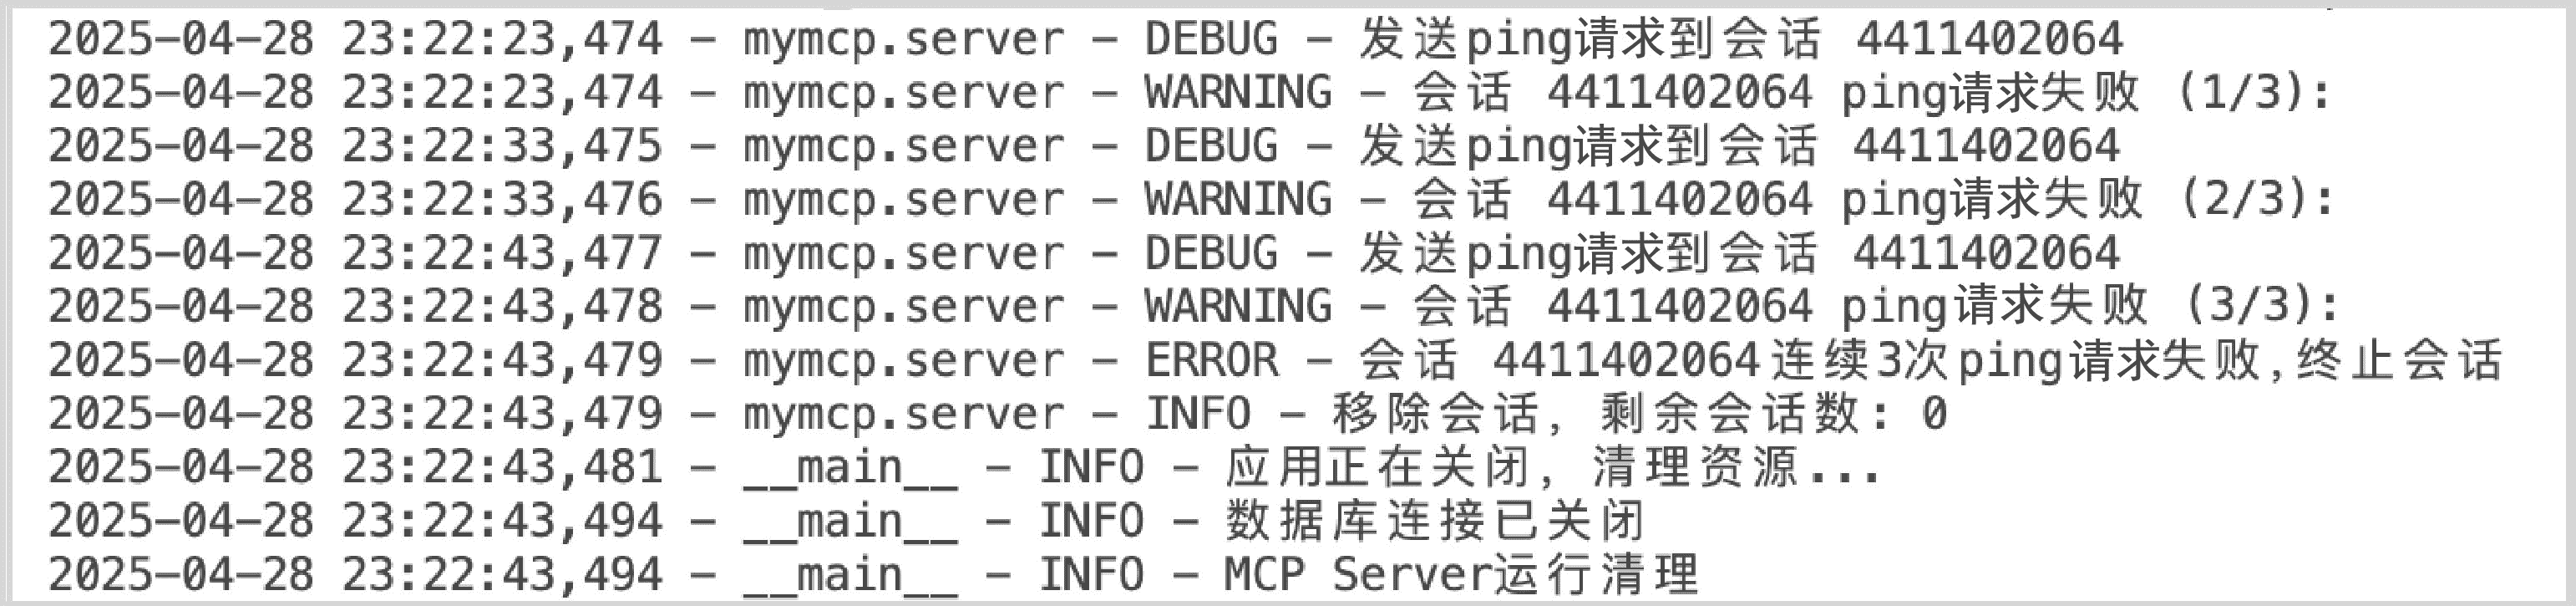 2025-04-28 23:22:23,474 - mymcp.server - DEBUG - 发送ping请求到会话 4411402064
2025-04-28 23:22:23,474 - mymcp.server - WARNING - 会话 4411402064 ping请求失败 (1/3):
2025-04-28 23:22:33,475 - mymcp.server - DEBUG - 发送ping请求到会话 4411402064
2025-04-28 23:22:33,476 - mymcp.server - WARNING - 会话 4411402064 ping请求失败 (2/3):
2025-04-28 23:22:43,477 - mymcp.server - DEBUG - 发送ping请求到会话 4411402064
2025-04-28 23:22:43,478 - mymcp.server - WARNING - 会话 4411402064 ping请求失败 (3/3):
2025-04-28 23:22:43,479 - mymcp.server - ERROR - 会话 4411402064连续3次ping请求失败,终止会话
2025-04-28 23:22:43,479 - mymcp.server - INFO - 移除会话, 剩余会话数: 0
2025-04-28 23:22:43,481 - __main__ - INFO - 应用正在关闭, 清理资源...
2025-04-28 23:22:43,494 - __main__ - INFO - 数据库连接已关闭
2025-04-28 23:22:43,494 - __main__ - INFO - MCP Server运行清理